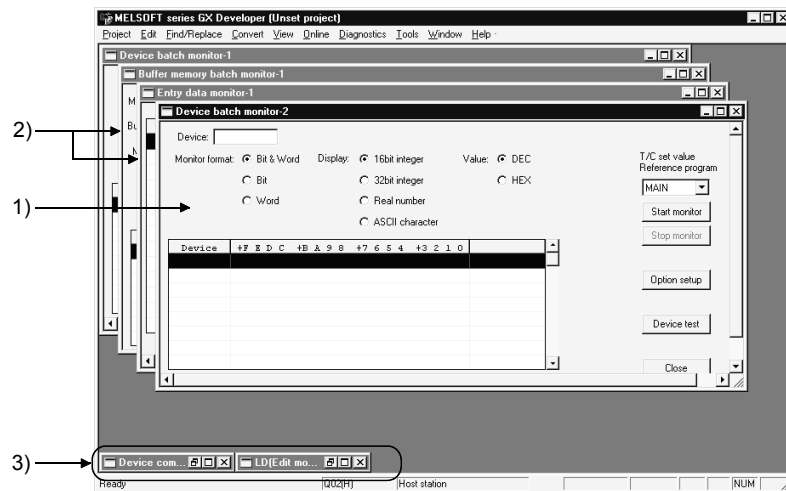 MELSOFT series GX Developer (Unset project)
Project Edit Find/Replace Convert View Online Diagnostics Tools Window Help
Device batch monitor-1
Buffer memory batch monitor-1
Entry data monitor-1
Device batch monitor-2
M
Bu
2)
1)
3)
Device:
Monitor format: Bit & Word Display: 16bit integer Value: DEC
Bit 32bit integer HEX
Word Real number
ASCII character
T/C set value
Reference program
MAIN
Start monitor
Stop monitor
Option setup
Device test
Close
Device +F E D C +B A 9 8 +7 6 5 4 +3 2 1 0
Device com... LD(Edit mo...
Ready Q02(H) Host station NUM